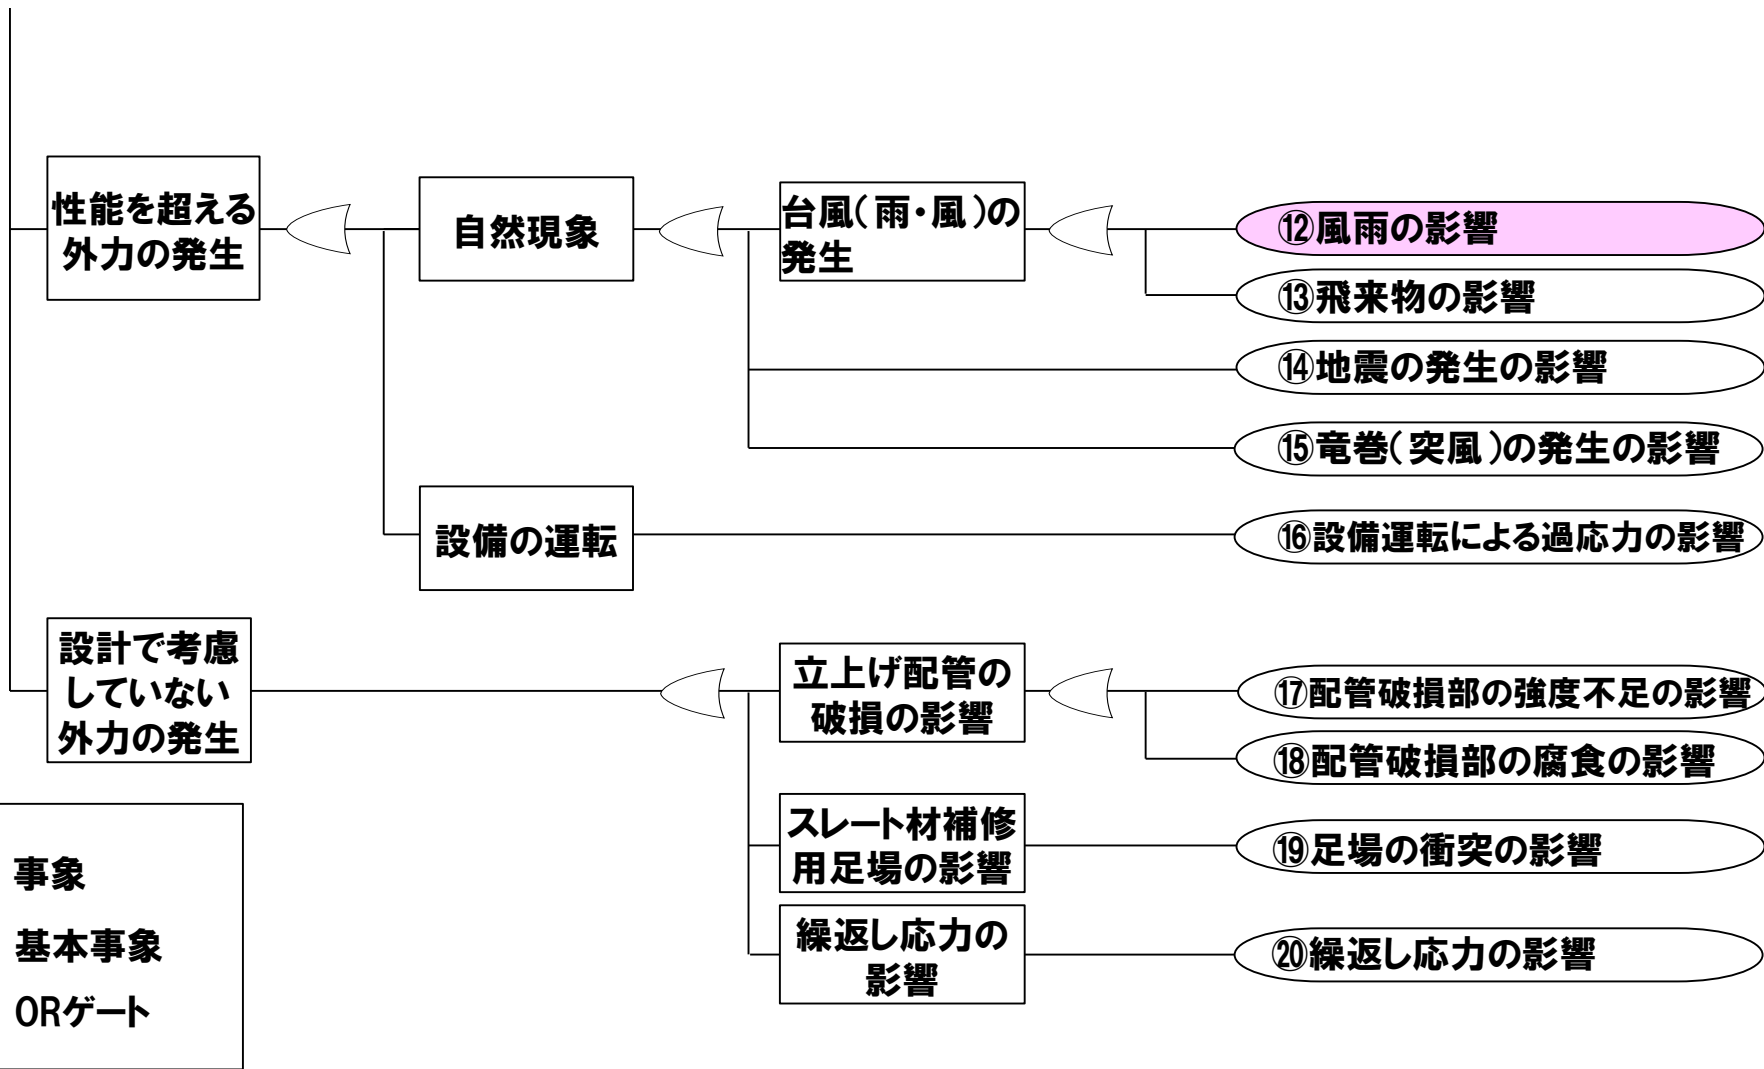 性能を超える
外力の発生
自然現象
台風(雨・風)の
発生
⑫風雨の影響
⑬飛来物の影響
⑭地震の発生の影響
⑮竜巻(突風)の発生の影響
設備の運転
⑯設備運転による過応力の影響
設計で考慮
していない
外力の発生
立上げ配管の
破損の影響
⑰配管破損部の強度不足の影響
⑱配管破損部の腐食の影響
スレート材補修
用足場の影響
⑲足場の衝突の影響
繰返し応力の
影響
⑳繰返し応力の影響
事象
基本事象
ORゲート